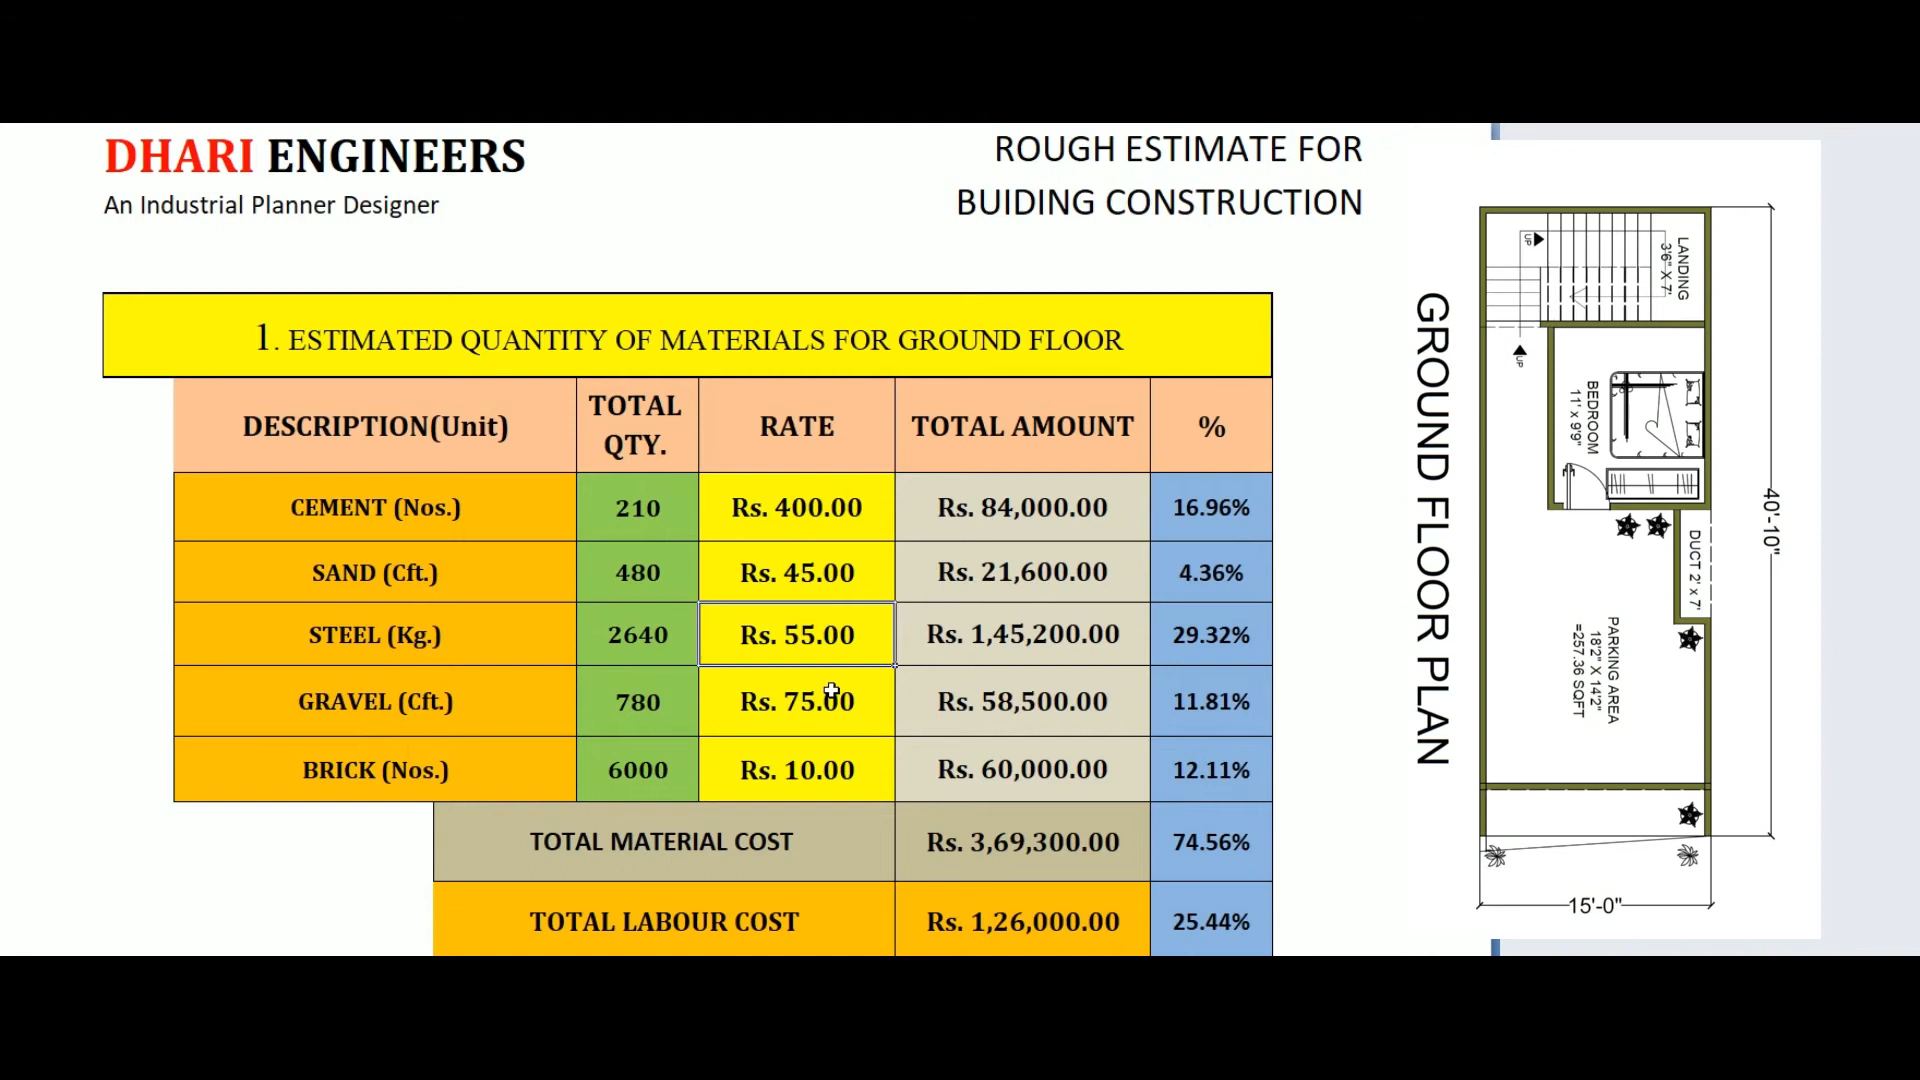 DHARI ENGINEERS
An Industrial Planner Designer
ROUGH ESTIMATE FOR
BUIDING CONSTRUCTION
1. ESTIMATED QUANTITY OF MATERIALS FOR GROUND FLOOR
DESCRIPTION(Unit) TOTAL QTY. RATE TOTAL AMOUNT %
CEMENT (Nos.) 210 Rs. 400.00 Rs. 84,000.00 16.96%
SAND (Cft.) 480 Rs. 45.00 Rs. 21,600.00 4.36%
STEEL (Kg.) 2640 Rs. 55.00 Rs. 1,45,200.00 29.32%
GRAVEL (Cft.) 780 Rs. 75.00 Rs. 58,500.00 11.81%
BRICK (Nos.) 6000 Rs. 10.00 Rs. 60,000.00 12.11%
TOTAL MATERIAL COST Rs. 3,69,300.00 74.56%
TOTAL LABOUR COST Rs. 1,26,000.00 25.44%
GROUND FLOOR PLAN
UP
LANDING
3'6" X 7'
UP
BEDROOM
11' x 9'9"
40'-10"
DUCT 2' x 7'
PARKING AREA
18'2" X 14'2"
=257.36 SQFT
15'-0"